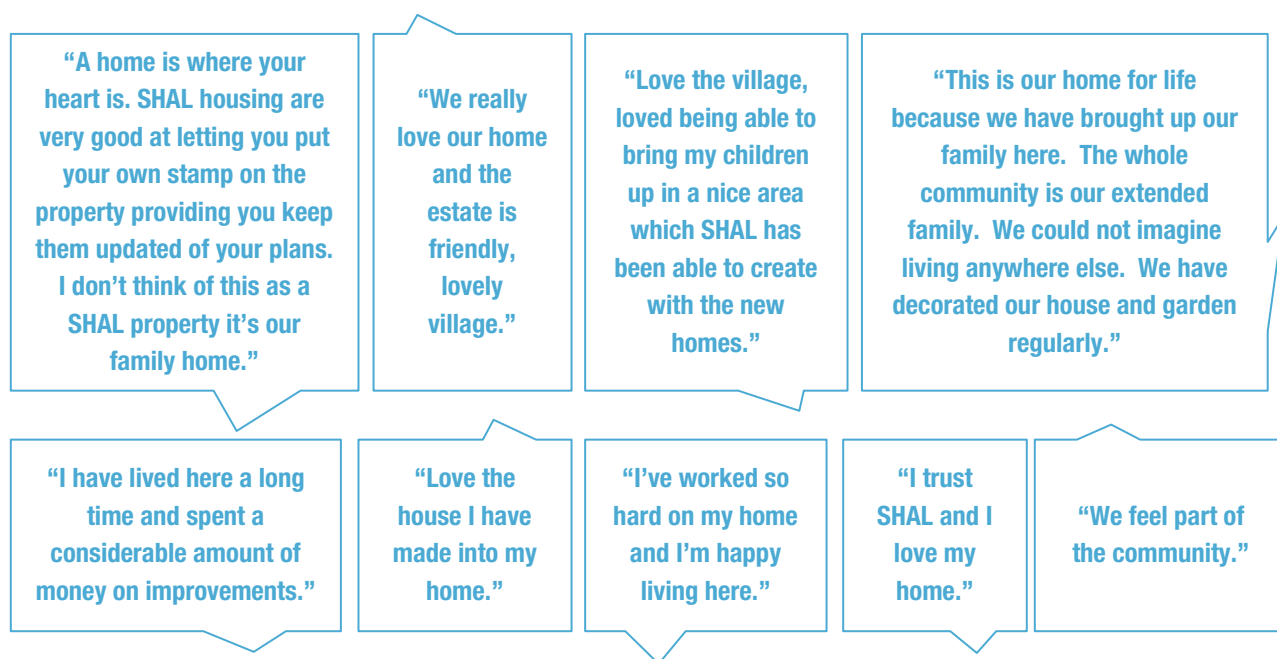 “A home is where your
heart is. SHAL housing are
very good at letting you put
your own stamp on the
property providing you keep
them updated of your plans.
I don’t think of this as a
SHAL property it’s our
family home.”
“We really
love our home
and the
estate is
friendly,
lovely
village.”
“Love the village,
loved being able to
bring my children
up in a nice area
which SHAL has
been able to create
with the new
homes.”
“This is our home for life
because we have brought up our
family here.  The whole
community is our extended
family.  We could not imagine
living anywhere else.  We have
decorated our house and garden
regularly.”
“I have lived here a long
time and spent a
considerable amount of
money on improvements.”
“Love the
house I have
made into my
home.”
“I’ve worked so
hard on my home
and I’m happy
living here.”
“I trust
SHAL and I
love my
home.”
“We feel part of
the community.”